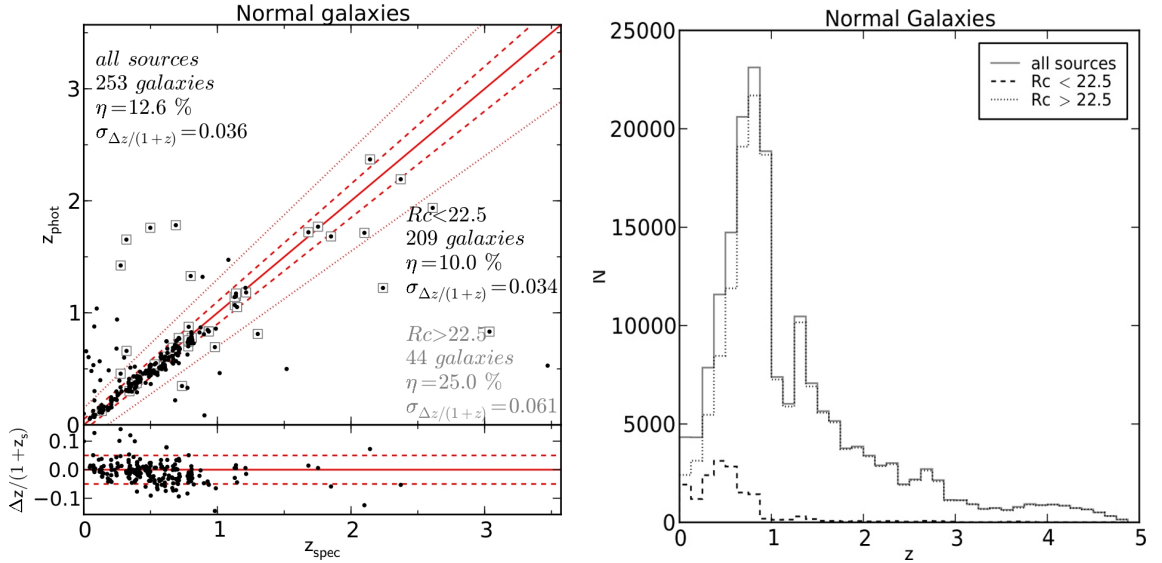 Normal galaxies
all sources
253 galaxies
η=12.6 %
σΔz/(1+z)=0.036
Rc<22.5
209 galaxies
η=10.0 %
σΔz/(1+z)=0.034
Rc>22.5
44 galaxies
η=25.0 %
σΔz/(1+z)=0.061
zphot
3
2
1
0
Δz/(1+zs)
0.1
0.0
−0.1
0 1 2 3
zspec
Normal Galaxies
all sources
Rc < 22.5
Rc > 22.5
N
25000
20000
15000
10000
5000
0
0 1 2 3 4 5
z